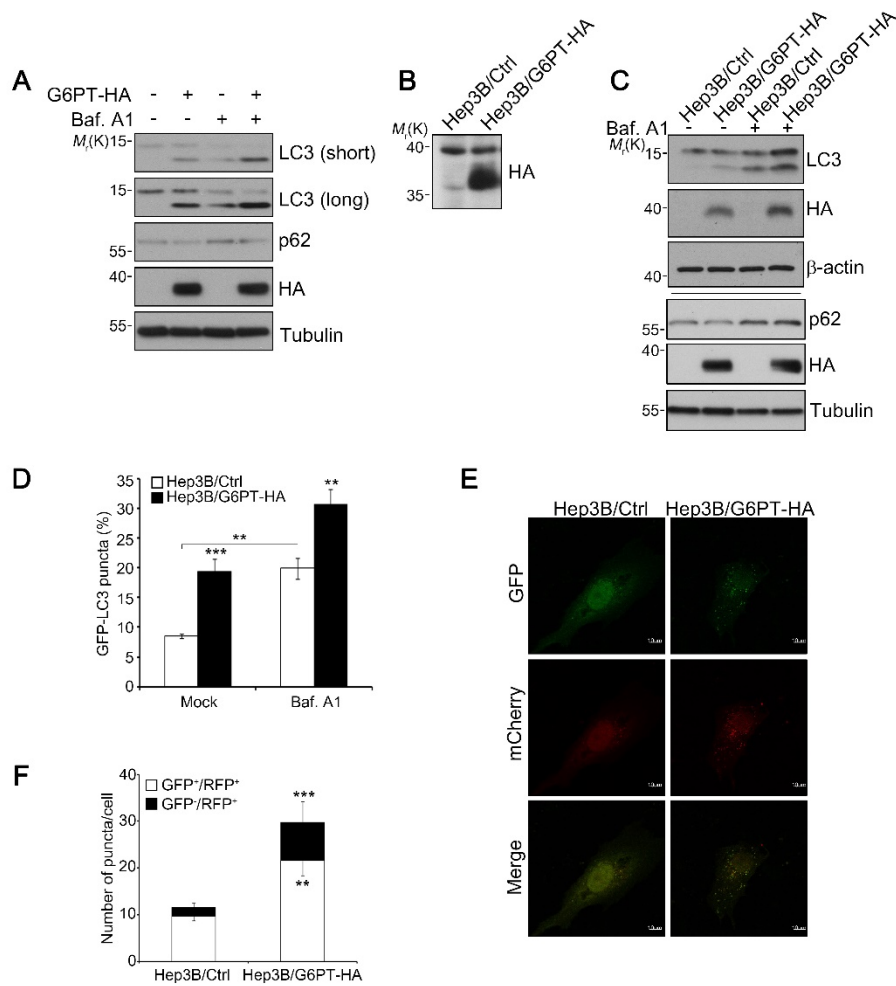 A
G6PT-HA - + - +
Baf. A1 - - + +
Mr(K)
15-
LC3 (short)
15-
LC3 (long)
p62
55-
40-
HA
55-
Tubulin
B
Hep3B/Ctrl
Hep3B/G6PT-HA
Mr(K)
40-
HA
35-
C
Hep3B/Ctrl
Hep3B/G6PT-HA
Hep3B/Ctrl
Hep3B/G6PT-HA
Baf. A1 - - + +
Mr(K)
15-
LC3
40-
HA
40-
β-actin
55-
p62
40-
HA
55-
Tubulin
D
Hep3B/Ctrl
Hep3B/G6PT-HA
GFP-LC3 puncta (%)
35
30
25
20
15
10
5
0
**
***
**
Mock
Baf. A1
E
Hep3B/Ctrl
Hep3B/G6PT-HA
GFP
mCherry
Merge
F
GFP⁺/RFP⁺
GFP⁻/RFP⁺
Number of puncta/cell
40
30
20
10
0
***
**
Hep3B/Ctrl
Hep3B/G6PT-HA